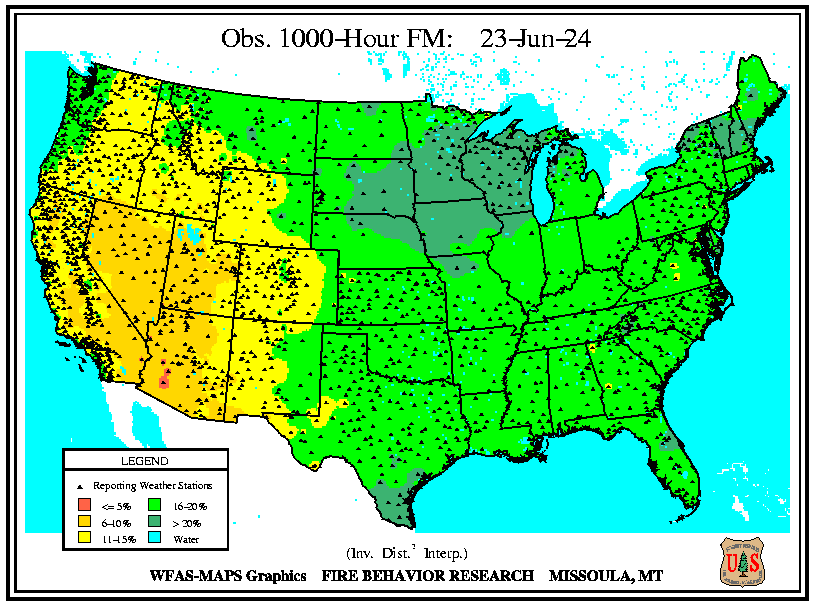 Obs. 1000-Hour FM: 23-Jun-24
LEGEND
Reporting Weather Stations
<= 5%
16-20%
6-10%
> 20%
11-15%
Water
(Inv. Dist.² Interp.)
WFAS-MAPS Graphics FIRE BEHAVIOR RESEARCH MISSOULA, MT
U S